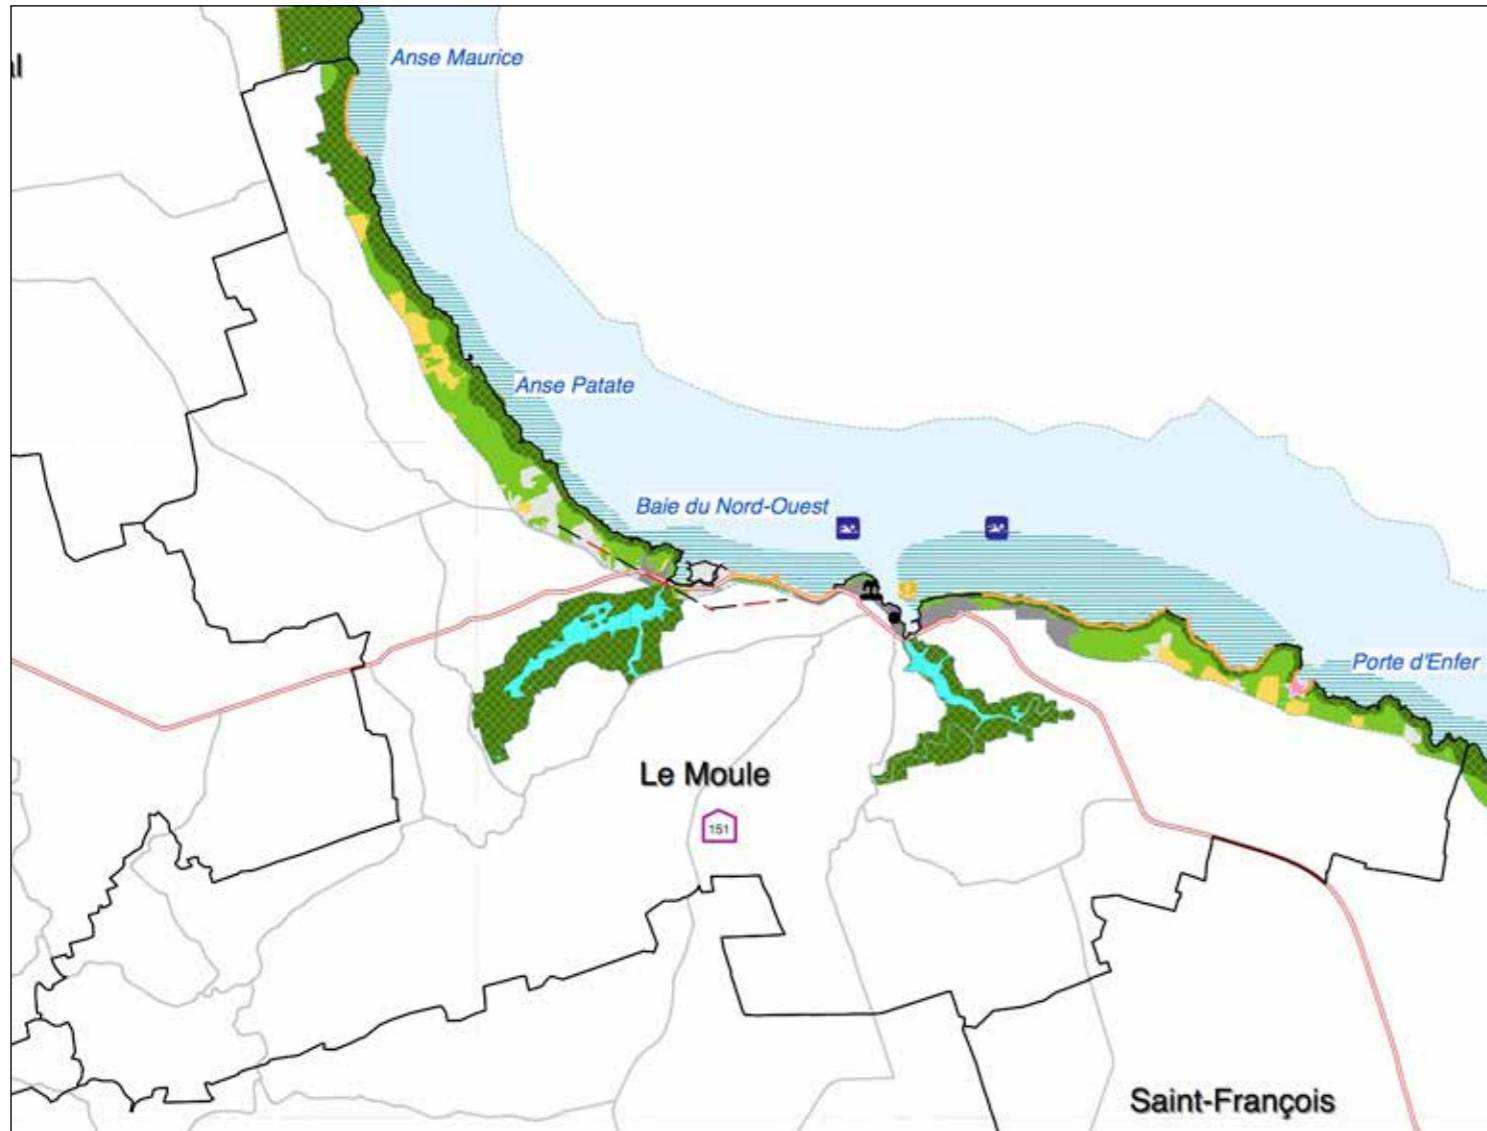 Anse Maurice
Anse Patate
Baie du Nord-Ouest
Porte d'Enfer
Le Moule
151
Saint-François